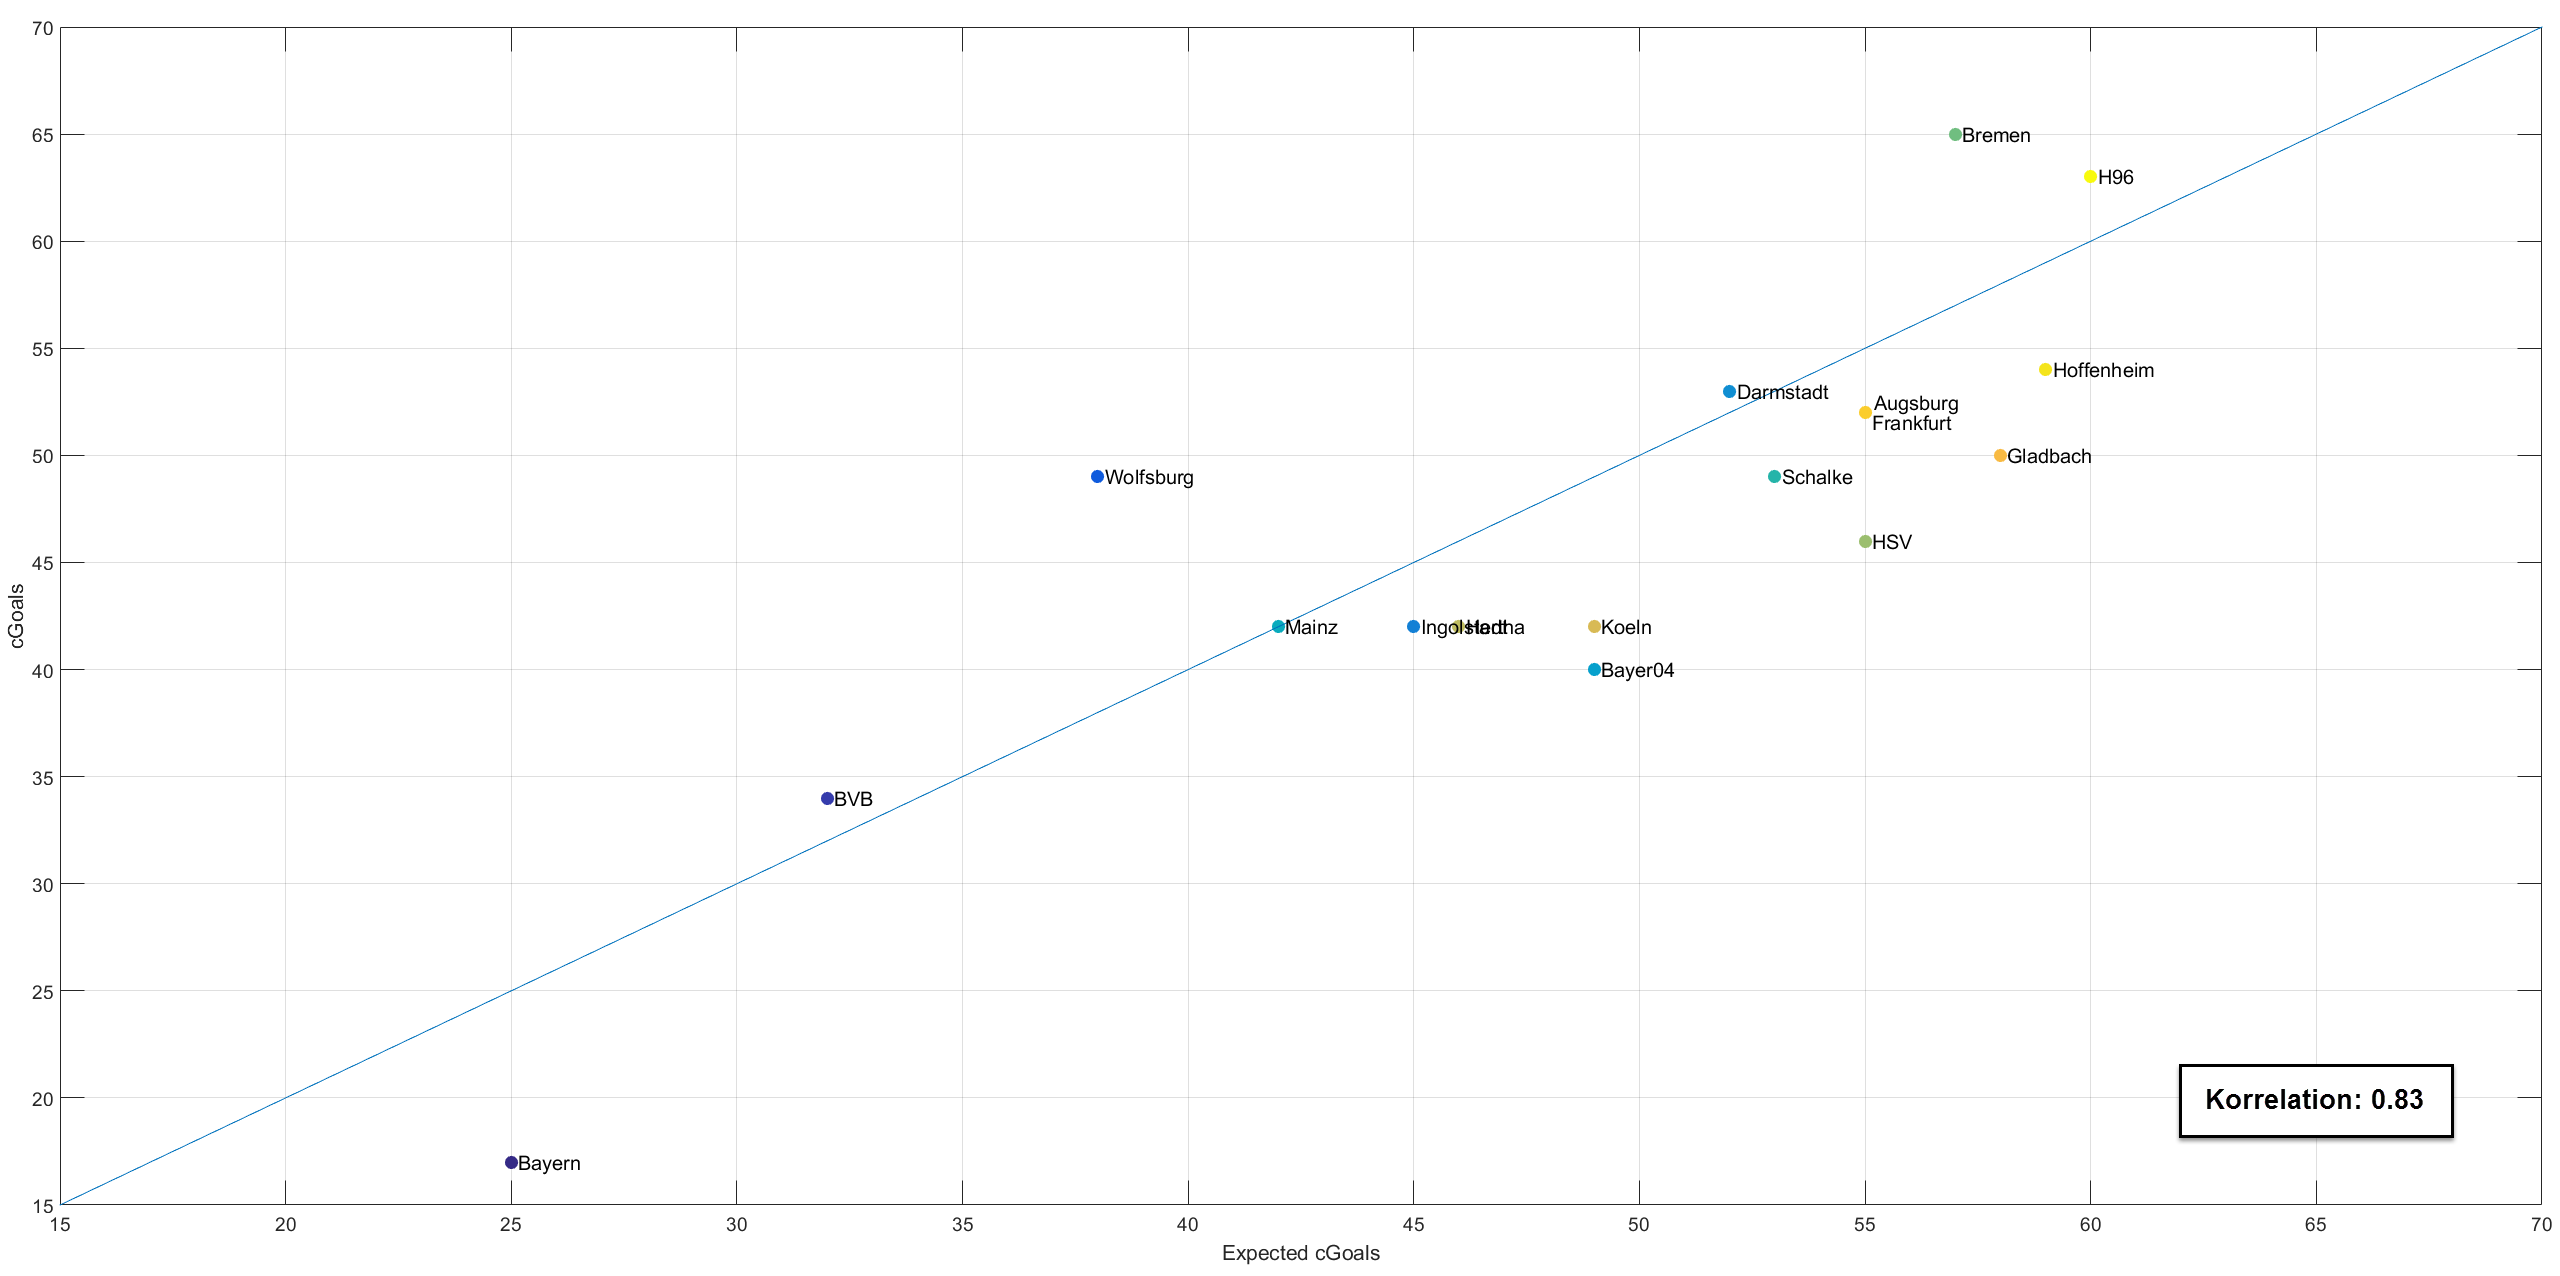 70
65
Bremen
H96
60
55
Hoffenheim
Darmstadt
Augsburg
Frankfurt
50
Gladbach
Wolfsburg
Schalke
HSV
45
cGoals
Mainz
Ingolstadt
Hertha
Koeln
40
Bayer04
35
BVB
30
25
20
Korrelation: 0.83
Bayern
15
15 20 25 30 35 40 45 50 55 60 65 70
Expected cGoals